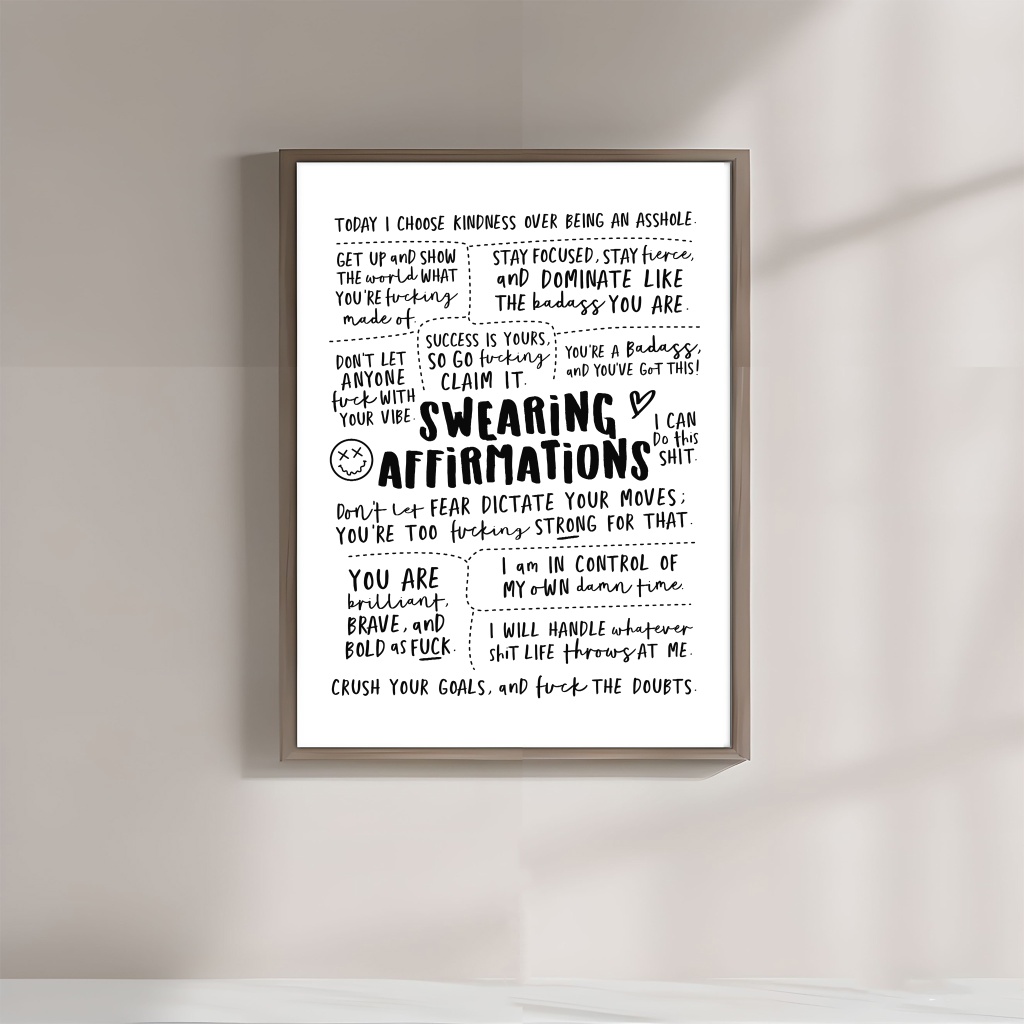 TODAY I CHOOSE KINDNESS OVER BEING AN ASSHOLE.
GET UP and SHOW
THE world WHAT
YOU'RE fucking
made of.
STAY FOCUSED, STAY fierce,
and DOMINATE LIKE
THE badass YOU ARE.
DON'T LET
ANYONE
fuck WITH
YOUR VIBE.
SUCCESS IS YOURS,
SO GO fucking
CLAIM IT.
YOU'RE A Badass,
and YOU'VE GOT THIS!
SWEARiNG
AFFiRMATiONS
I CAN
Do this
SHIT.
Don't Let FEAR DICTATE YOUR MOVES;
YOU'RE TOO fucking STRONG FOR THAT.
YOU ARE
brilliant,
BRAVE, and
BOLD as FUCK.
I am IN CONTROL OF
MY oWN damn time.
I WILL HANDLE whatever
shiT LIFE throws AT ME.
CRUSH YOUR GOALS, and fuck THE DOUBTS.